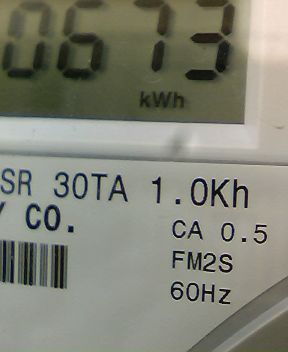 0673
kWh
SR 30TA 1.0Kh
Y CO.
CA 0.5
FM2S
60Hz